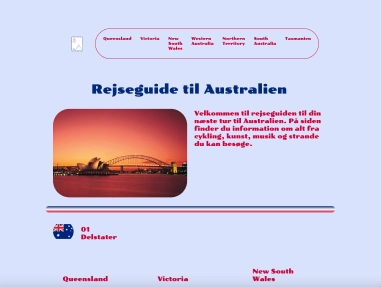 Queensland Victoria New South Wales Western Australia Northern Territory South Australia Tasmanien
Rejseguide til Australien
Velkommen til rejseguiden til din
næste tur til Australien. På siden
finder du information om alt fra
cykling, kunst, musik og strande
du kan besøge.
01
Delstater
Queensland Victoria New South Wales